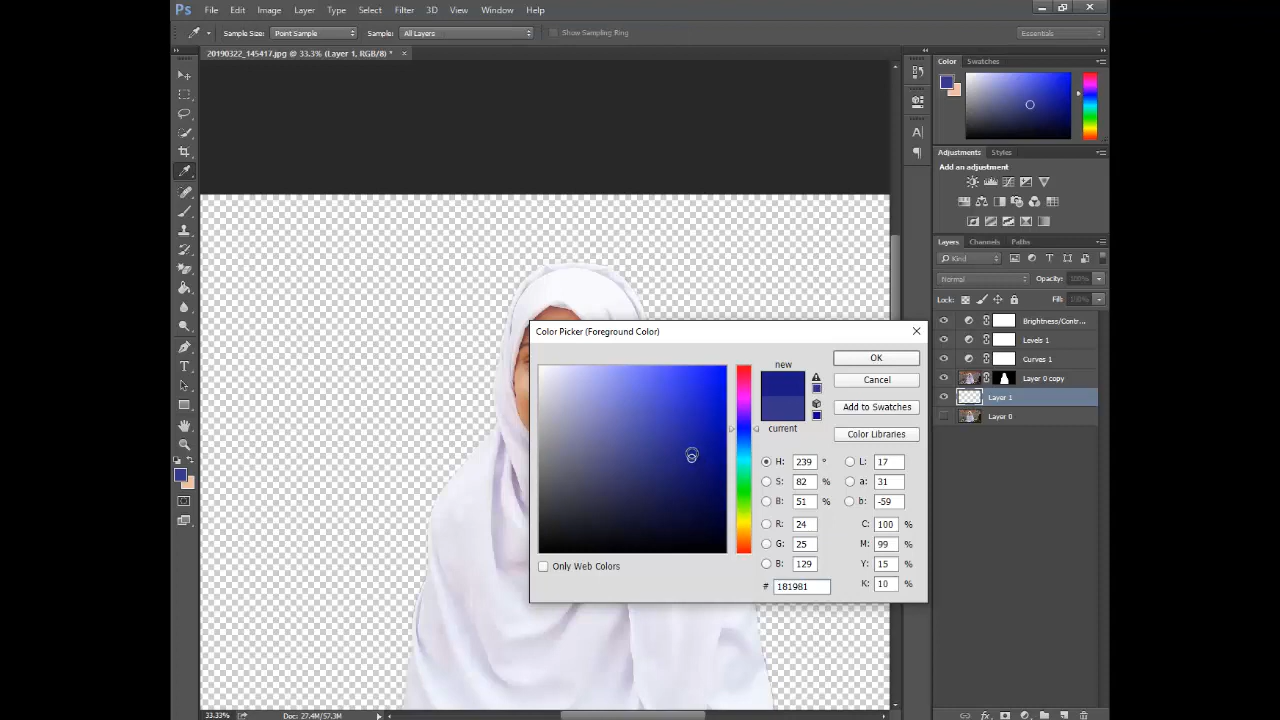 Ps File Edit Image Layer Type Select Filter 3D View Window Help
Sample Size: Point Sample Sample: All Layers Show Sampling Ring Essentials
20190322_145417.jpg @ 33.3% (Layer 1, RGB/8) * ×
Color Swatches
Adjustments Styles
Add an adjustment
Layers Channels Paths
Kind
Normal Opacity: 100%
Lock: Fill: 100%
Brightness/Contr...
Levels 1
Curves 1
Layer 0 copy
Layer 1
Layer 0
Color Picker (Foreground Color)
new
current
OK
Cancel
Add to Swatches
Color Libraries
H: 239 ° L: 17
S: 82 % a: 31
B: 51 % b: -59
R: 24 C: 100 %
G: 25 M: 99 %
B: 129 Y: 15 %
# 181981 K: 10 %
Only Web Colors
33.33% Doc: 27.4M/57.3M